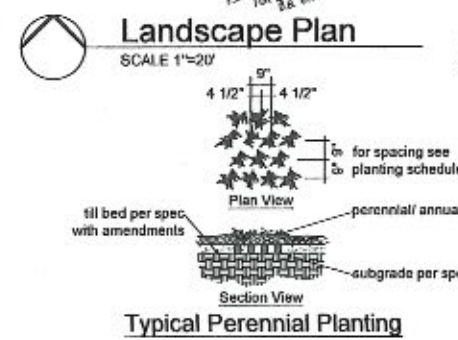 Landscape Plan
SCALE 1"=20'
9"
4 1/2" 4 1/2"
for spacing see
planting schedule
Plan View
till bed per spec
with amendments
perennial/ annua
subgrade per spe
Section View
Typical Perennial Planting